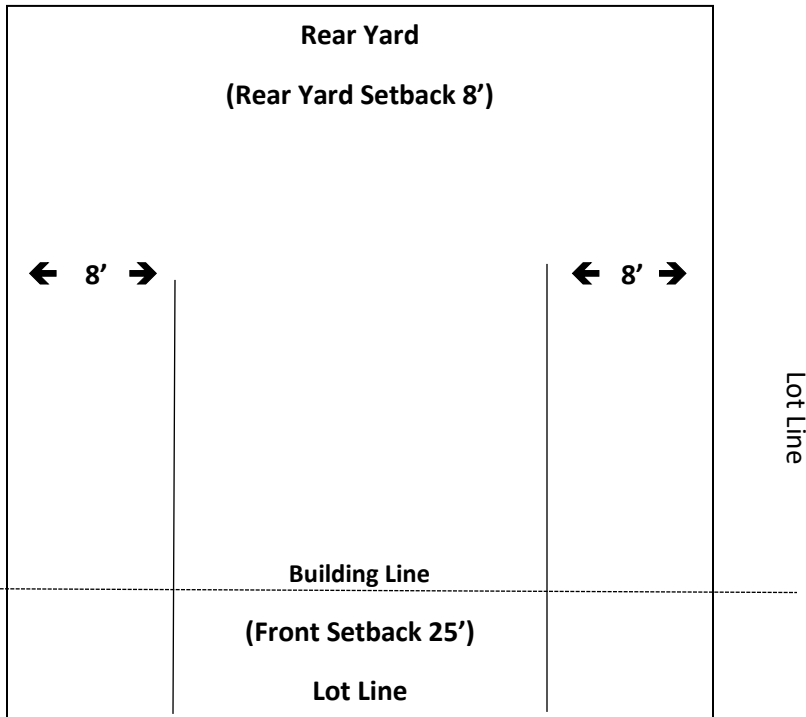 Rear Yard
(Rear Yard Setback 8’)
🡸 8’ 🡺
🡸 8’ 🡺
Lot Line
Building Line
(Front Setback 25’)
Lot Line